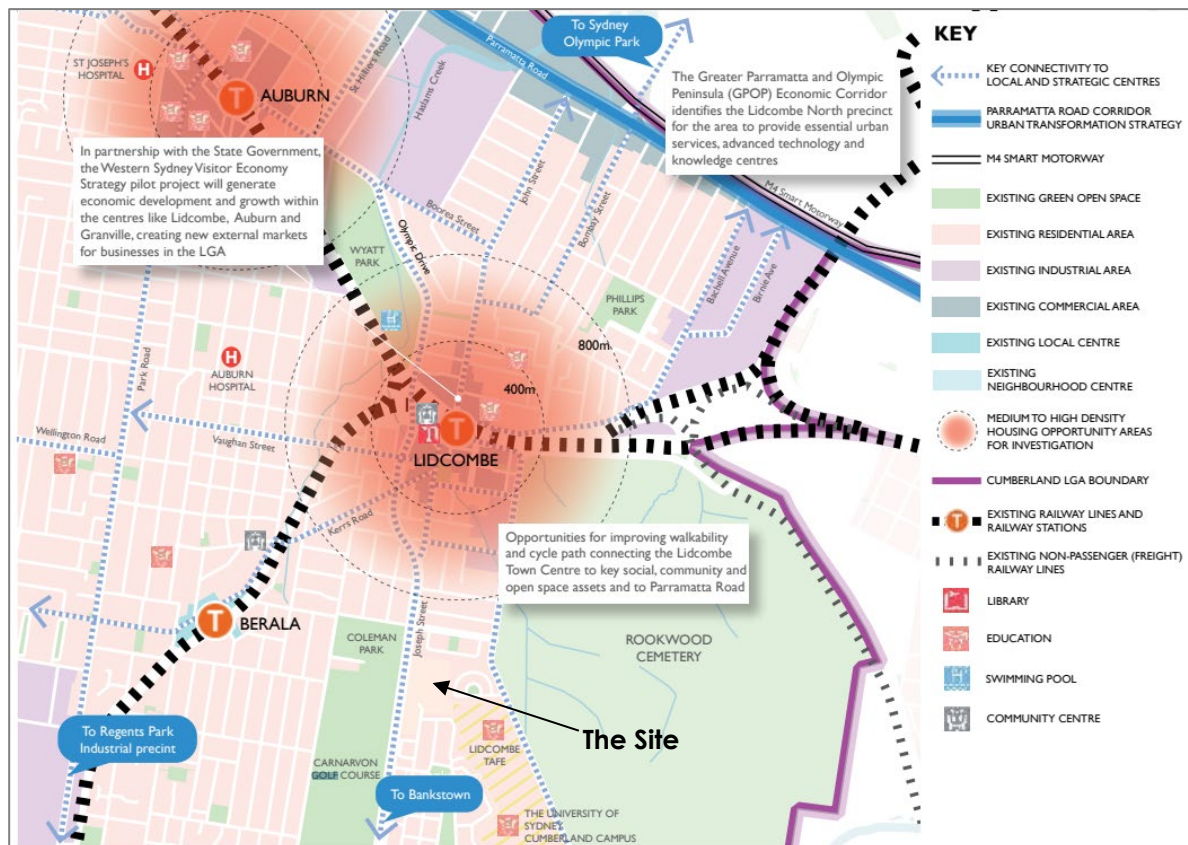 To Sydney
Olympic Park
ST JOSEPH'S
HOSPITAL
H
T
AUBURN
St Hilliers Road
Haslams Creek
Parramatta Road
The Greater Parramatta and Olympic
Peninsula (GPOP) Economic Corridor
identifies the Lidcombe North precinct
for the area to provide essential urban
services, advanced technology and
knowledge centres
In partnership with the State Government,
the Western Sydney Visitor Economy
Strategy pilot project will generate
economic development and growth within
the centres like Lidcombe, Auburn and
Granville, creating new external markets
for businesses in the LGA
John Street
Boorea Street
Bombay Street
M4 Smart Motorway
Olympic Drive
WYATT
PARK
Bachell Avenue
Birnie Ave
PHILLIPS
PARK
800m
400m
Park Road
H
AUBURN
HOSPITAL
Wellington Road
Vaughan Street
T
LIDCOMBE
Kerrs Road
Opportunities for improving walkability
and cycle path connecting the Lidcombe
Town Centre to key social, community and
open space assets and to Parramatta Road
T
BERALA
COLEMAN
PARK
Joseph Street
ROOKWOOD
CEMETERY
The Site
To Regents Park
Industrial precint
LIDCOMBE
TAFE
CARNARVON
GOLF COURSE
To Bankstown
THE UNIVERSITY OF
SYDNEY
CUMBERLAND CAMPUS
KEY
KEY CONNECTIVITY TO
LOCAL AND STRATEGIC CENTRES
PARRAMATTA ROAD CORRIDOR
URBAN TRANSFORMATION STRATEGY
M4 SMART MOTORWAY
EXISTING GREEN OPEN SPACE
EXISTING RESIDENTIAL AREA
EXISTING INDUSTRIAL AREA
EXISTING COMMERCIAL AREA
EXISTING LOCAL CENTRE
EXISTING
NEIGHBOURHOOD CENTRE
MEDIUM TO HIGH DENSITY
HOUSING OPPORTUNITY AREAS
FOR INVESTIGATION
CUMBERLAND LGA BOUNDARY
T
EXISTING RAILWAY LINES AND
RAILWAY STATIONS
EXISTING NON-PASSENGER (FREIGHT)
RAILWAY LINES
LIBRARY
EDUCATION
SWIMMING POOL
COMMUNITY CENTRE